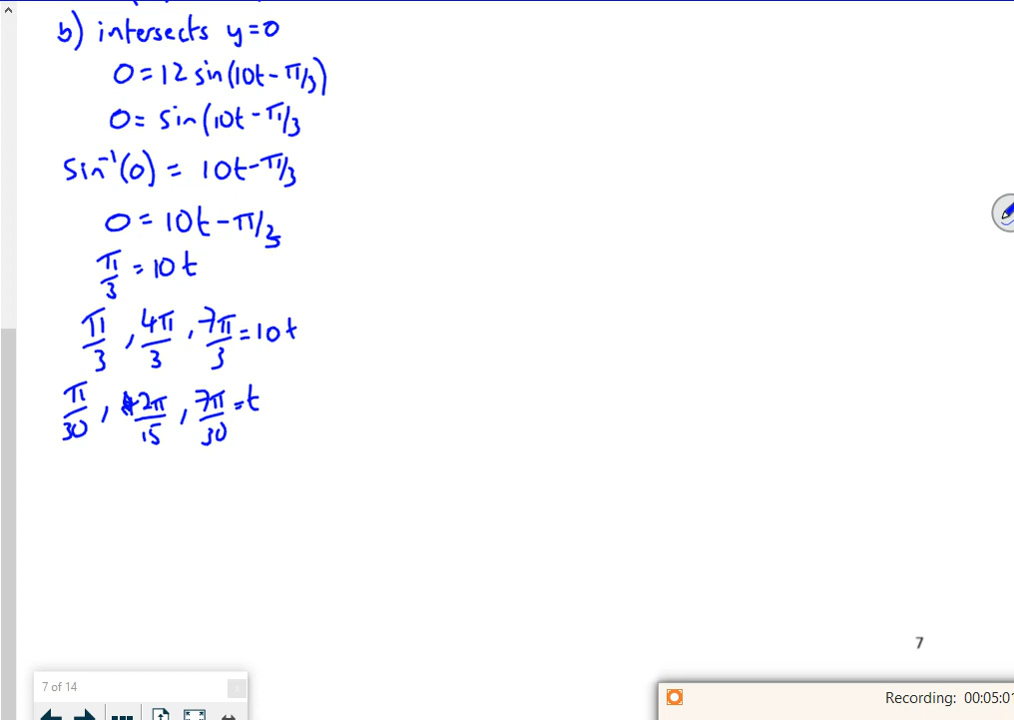 b) intersects y=0
0=12 sin(10t-π/3)
0= sin(10t-π/3
sin⁻¹(0) = 10t-π/3
0=10t-π/3
π/3 =10t
π/3, 4π/3, 7π/3 =10t
π/30, 2π/15, 7π/30 =t
7
7 of 14
x
Recording: 00:05:01